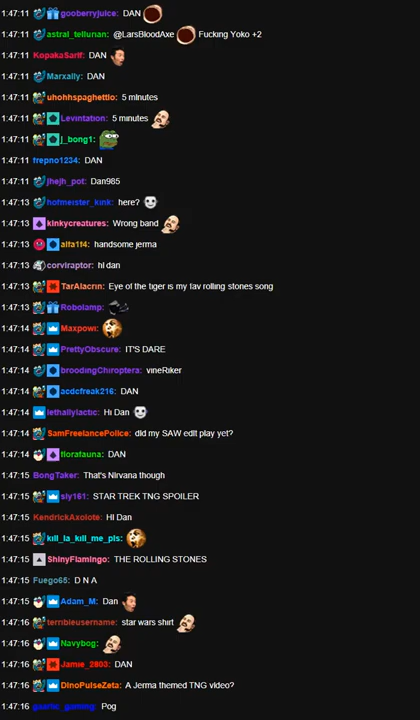 1:47:11 gooberryjuice: DAN
1:47:11 astral_tellurian: @LarsBloodAxe Fucking Yoko +2
1:47:11 KopakaSarif: DAN
1:47:11 Marxally: DAN
1:47:11 uhohhspaghettio: 5 minutes
1:47:11 Levintation: 5 minutes
1:47:11 j_bong1:
1:47:11 frepno1234: DAN
1:47:11 jhejh_pot: Dan985
1:47:13 hofmeister_kink: here?
1:47:13 kinkycreatures: Wrong band
1:47:13 alfa1f4: handsome jerma
1:47:13 corviraptor: hi dan
1:47:13 TarAlacrin: Eye of the tiger is my fav rolling stones song
1:47:13 Robolamp:
1:47:14 Maxpowi:
1:47:14 PrettyObscure: IT'S DARE
1:47:14 broodingChiroptera: vineRiker
1:47:14 acdcfreak216: DAN
1:47:14 lethallylactic: Hi Dan
1:47:14 SamFreelancePolice: did my SAW edit play yet?
1:47:14 florafauna: DAN
1:47:15 BongTaker: That's Nirvana though
1:47:15 sly161: STAR TREK TNG SPOILER
1:47:15 KendrickAxolote: HI Dan
1:47:15 kill_la_kill_me_pls:
1:47:15 ShinyFlamingo: THE ROLLING STONES
1:47:15 Fuego65: D N A
1:47:15 Adam_M: Dan
1:47:16 terribleusername: star wars shirt
1:47:16 Navybog:
1:47:16 Jamie_2803: DAN
1:47:16 DinoPulseZeta: A Jerma themed TNG video?
1:47:16 Pog